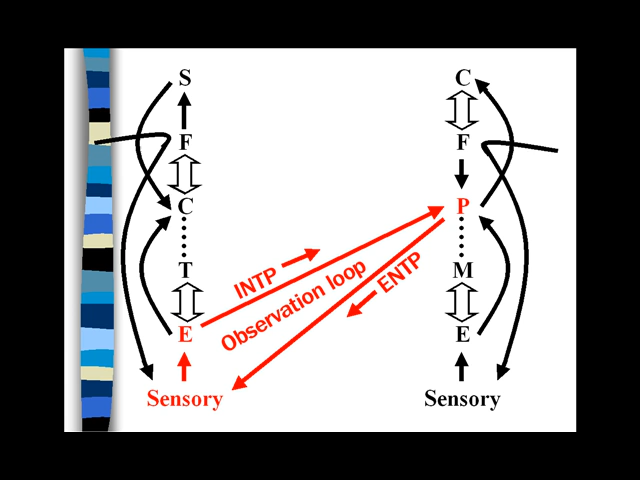 S
F
C
T
E
Sensory
INTP
Observation loop
ENTP
C
F
P
M
E
Sensory